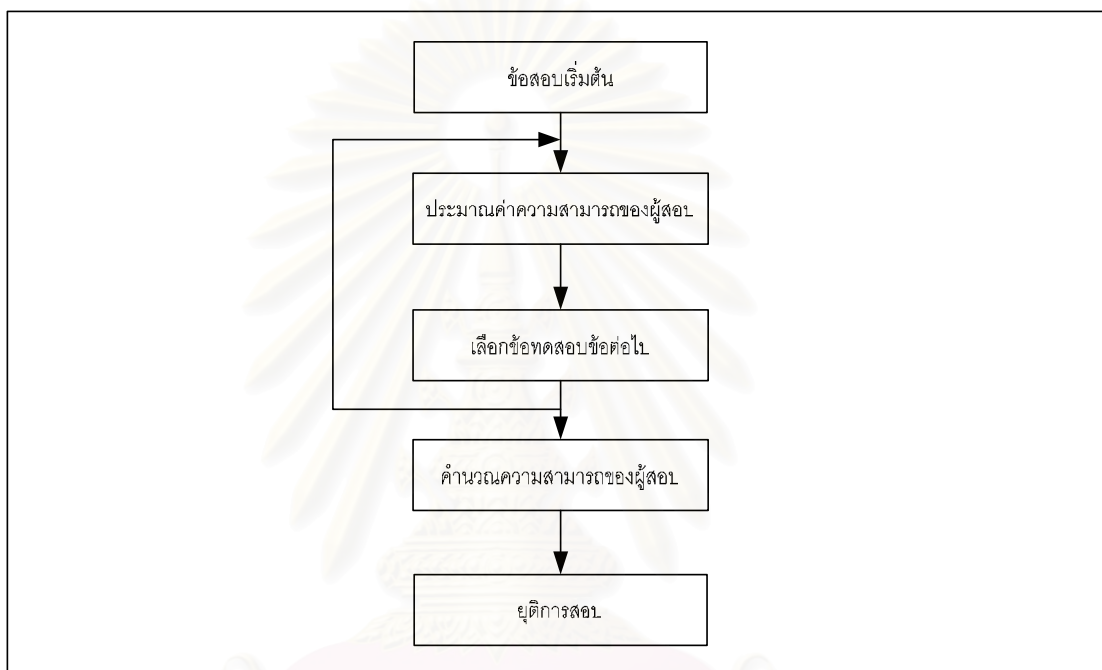 ข้อสอบเริ่มต้น
ประมาณค่าความสามารถของผู้สอบ
เลือกข้อทดสอบข้อต่อไป
คำนวณความสามารถของผู้สอบ
ยุติการสอบ